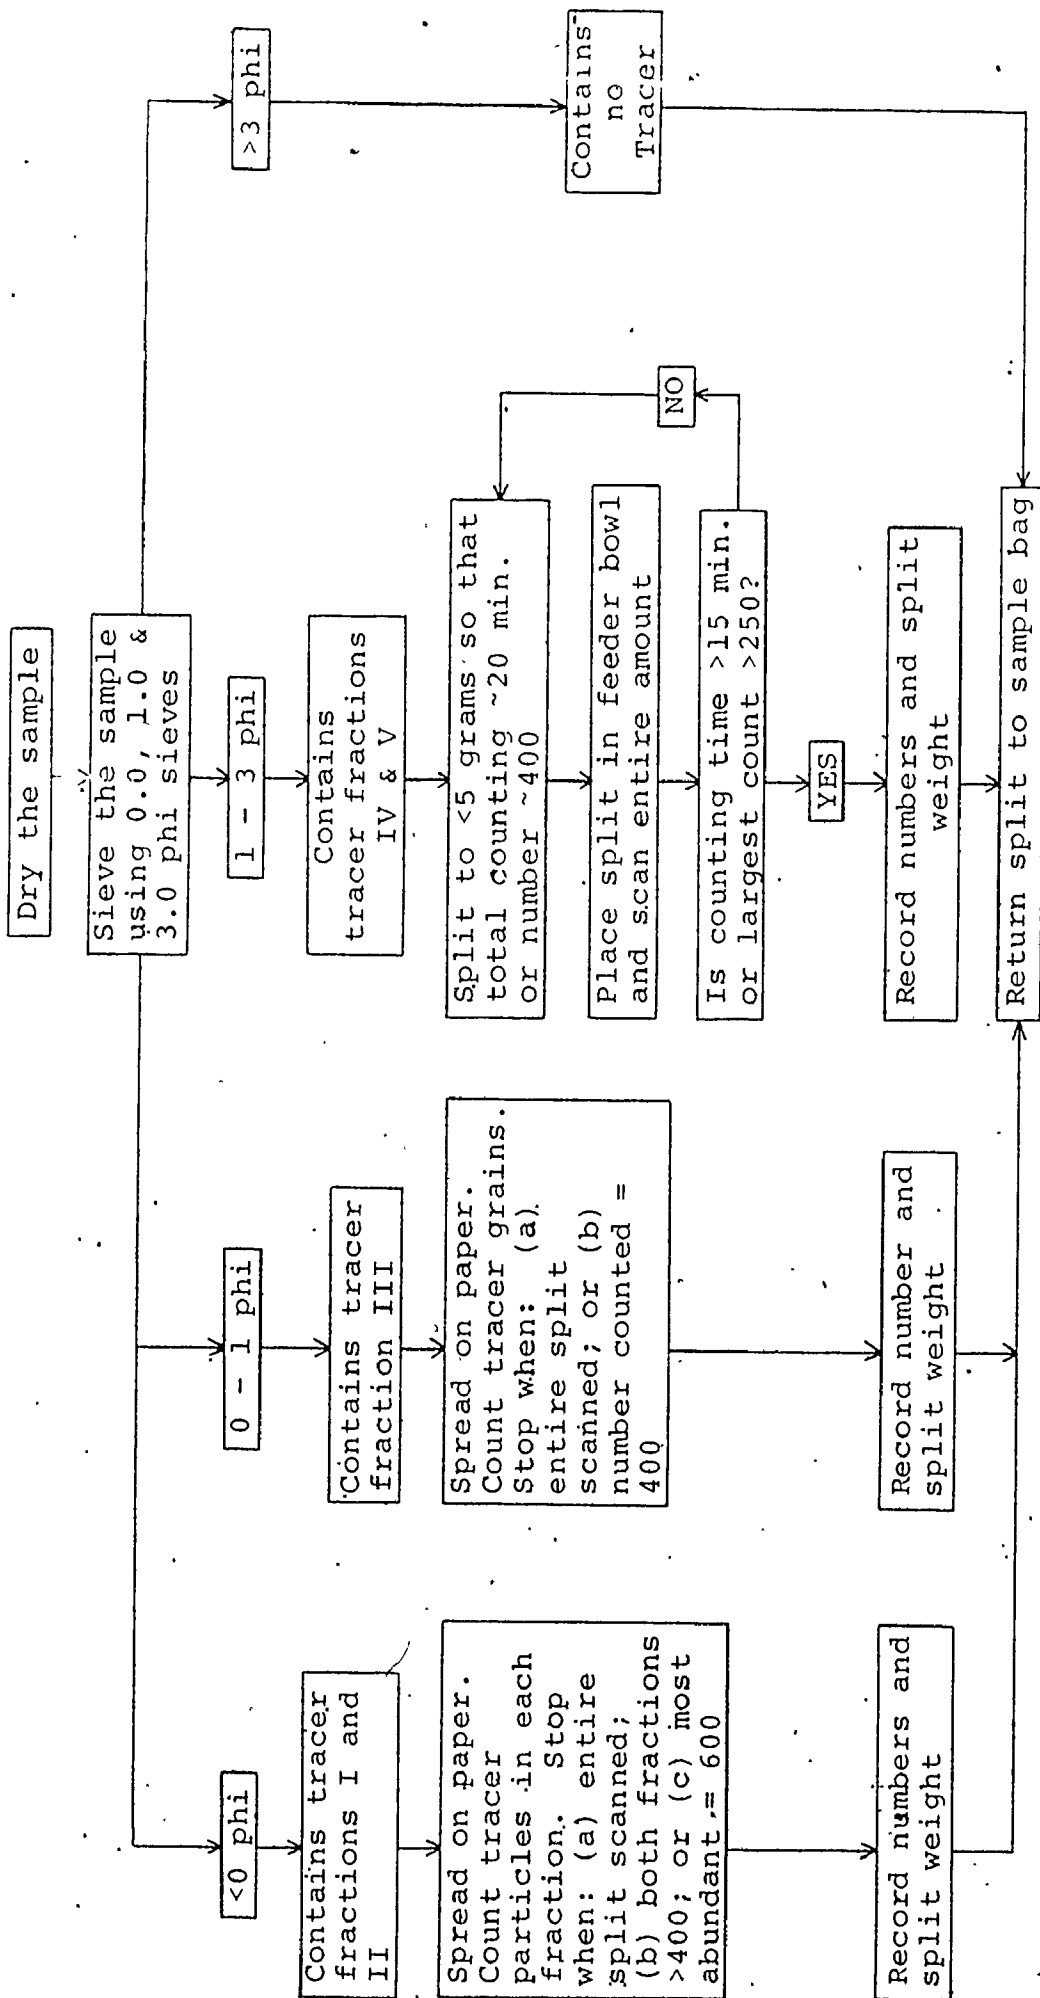 Dry the sample
Sieve the sample
using 0.0, 1.0 &
3.0 phi sieves
<0 phi
0 - 1 phi
1 - 3 phi
>3 phi
Contains tracer
fractions I and
II
Contains tracer
fraction III
Contains
tracer fractions
IV & V
Spread on paper.
Count tracer
particles in each
fraction. Stop
when: (a) entire
split scanned;
(b) both fractions
>400; or (c) most
abundant = 600
Spread on paper.
Count tracer grains.
Stop when: (a)
entire split
scanned; or (b)
number counted =
400
Split to <5 grams so that
total counting ~20 min.
or number ~400
Place split in feeder bowl
and scan entire amount
Is counting time >15 min.
or largest count >250?
NO
YES
Contains
no
Tracer
Record numbers and
split weight
Record number and
split weight
Record numbers and split
weight
Return split to sample bag